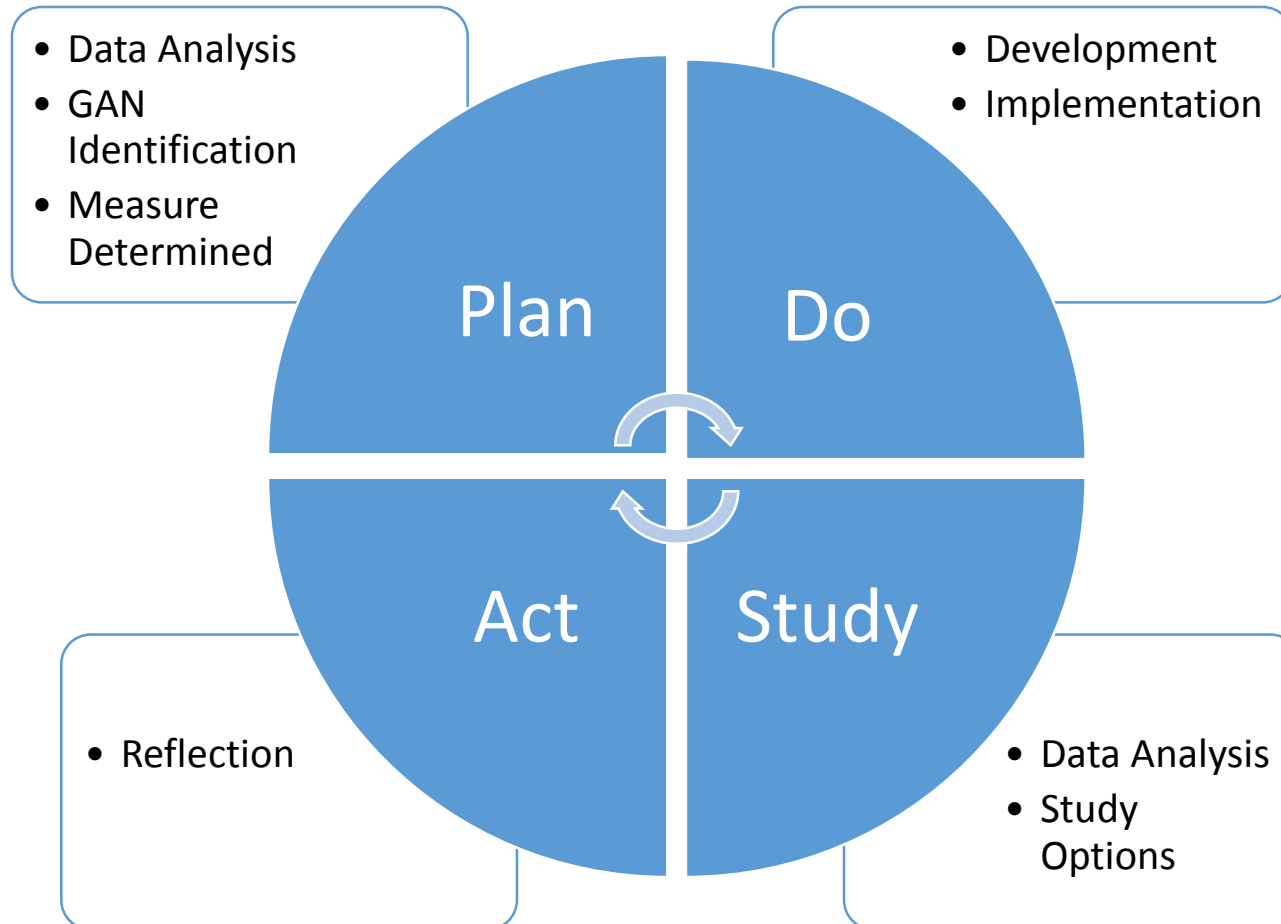 • Data Analysis
• GAN
Identification
• Measure
Determined
• Development
• Implementation
Plan
Do
Act
Study
• Reflection
• Data Analysis
• Study
Options